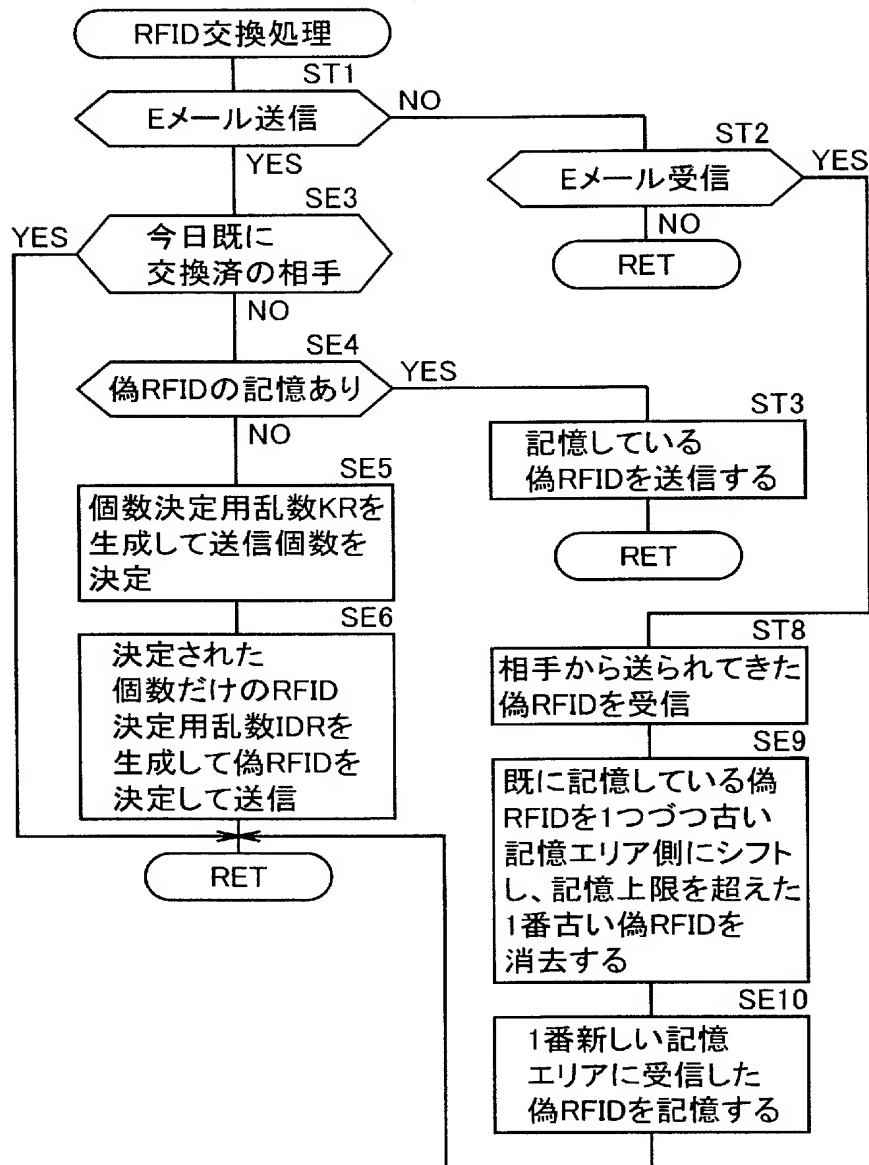 RFID交換処理
ST1
Eメール送信
NO
YES
ST2
Eメール受信
YES
NO
RET
SE3
今日既に
交換済の相手
YES
NO
SE4
偽RFIDの記憶あり
YES
NO
ST3
記憶している
偽RFIDを送信する
RET
SE5
個数決定用乱数KRを
生成して送信個数を
決定
SE6
決定された
個数だけのRFID
決定用乱数IDRを
生成して偽RFIDを
決定して送信
RET
ST8
相手から送られてきた
偽RFIDを受信
SE9
既に記憶している偽
RFIDを1つづつ古い
記憶エリア側にシフト
し、記憶上限を超えた
1番古い偽RFIDを
消去する
SE10
1番新しい記憶
エリアに受信した
偽RFIDを記憶する